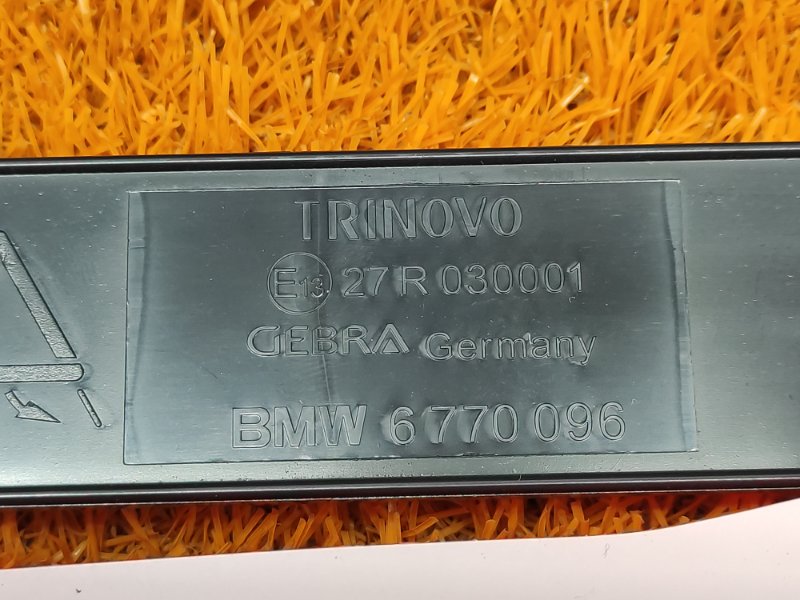 TRINOVO
E13 27 R 030001
GEBRA Germany
BMW 6 770 096